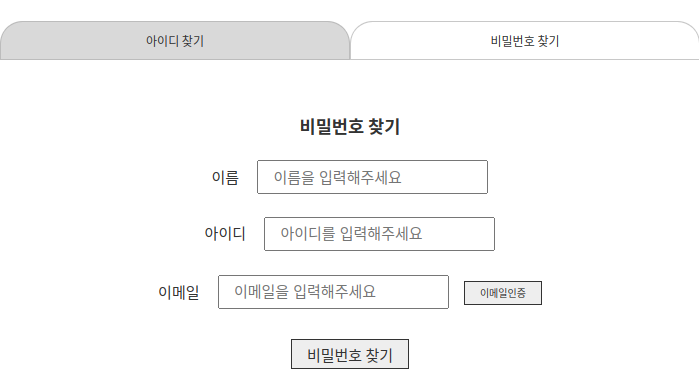 아이디 찾기 비밀번호 찾기
비밀번호 찾기
이름 이름을 입력해주세요
아이디 아이디를 입력해주세요
이메일 이메일을 입력해주세요 이메일인증
비밀번호 찾기